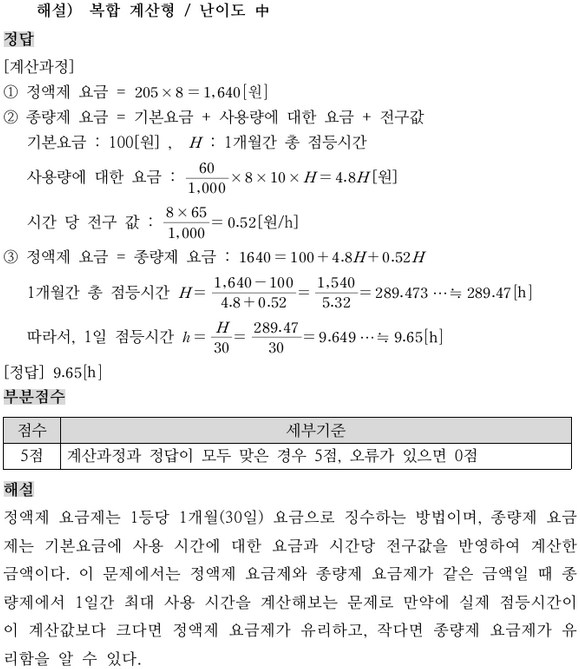 해설) 복합 계산형 / 난이도 中
정답
[계산과정]
① 정액제 요금 = 205×8=1,640[원]
② 종량제 요금 = 기본요금 + 사용량에 대한 요금 + 전구값
기본요금 : 100[원] , H : 1개월간 총 점등시간
사용량에 대한 요금 : 60/1,000×8×10×H=4.8H[원]
시간 당 전구 값 : 8×65/1,000=0.52[원/h]
③ 정액제 요금 = 종량제 요금 : 1640=100+4.8H+0.52H
1개월간 총 점등시간 H= 1,640-100/4.8+0.52 = 1,540/5.32 =289.473 ⋯≒ 289.47[h]
따라서, 1일 점등시간 h= H/30 = 289.47/30 =9.649 ⋯≒ 9.65[h]
[정답] 9.65[h]
부분점수
점수 세부기준
5점 계산과정과 정답이 모두 맞은 경우 5점, 오류가 있으면 0점
해설
정액제 요금제는 1등당 1개월(30일) 요금으로 징수하는 방법이며, 종량제 요금
제는 기본요금에 사용 시간에 대한 요금과 시간당 전구값을 반영하여 계산한
금액이다. 이 문제에서는 정액제 요금제와 종량제 요금제가 같은 금액일 때 종
량제에서 1일간 최대 사용 시간을 계산해보는 문제로 만약에 실제 점등시간이
이 계산값보다 크다면 정액제 요금제가 유리하고, 작다면 종량제 요금제가 유
리함을 알 수 있다.